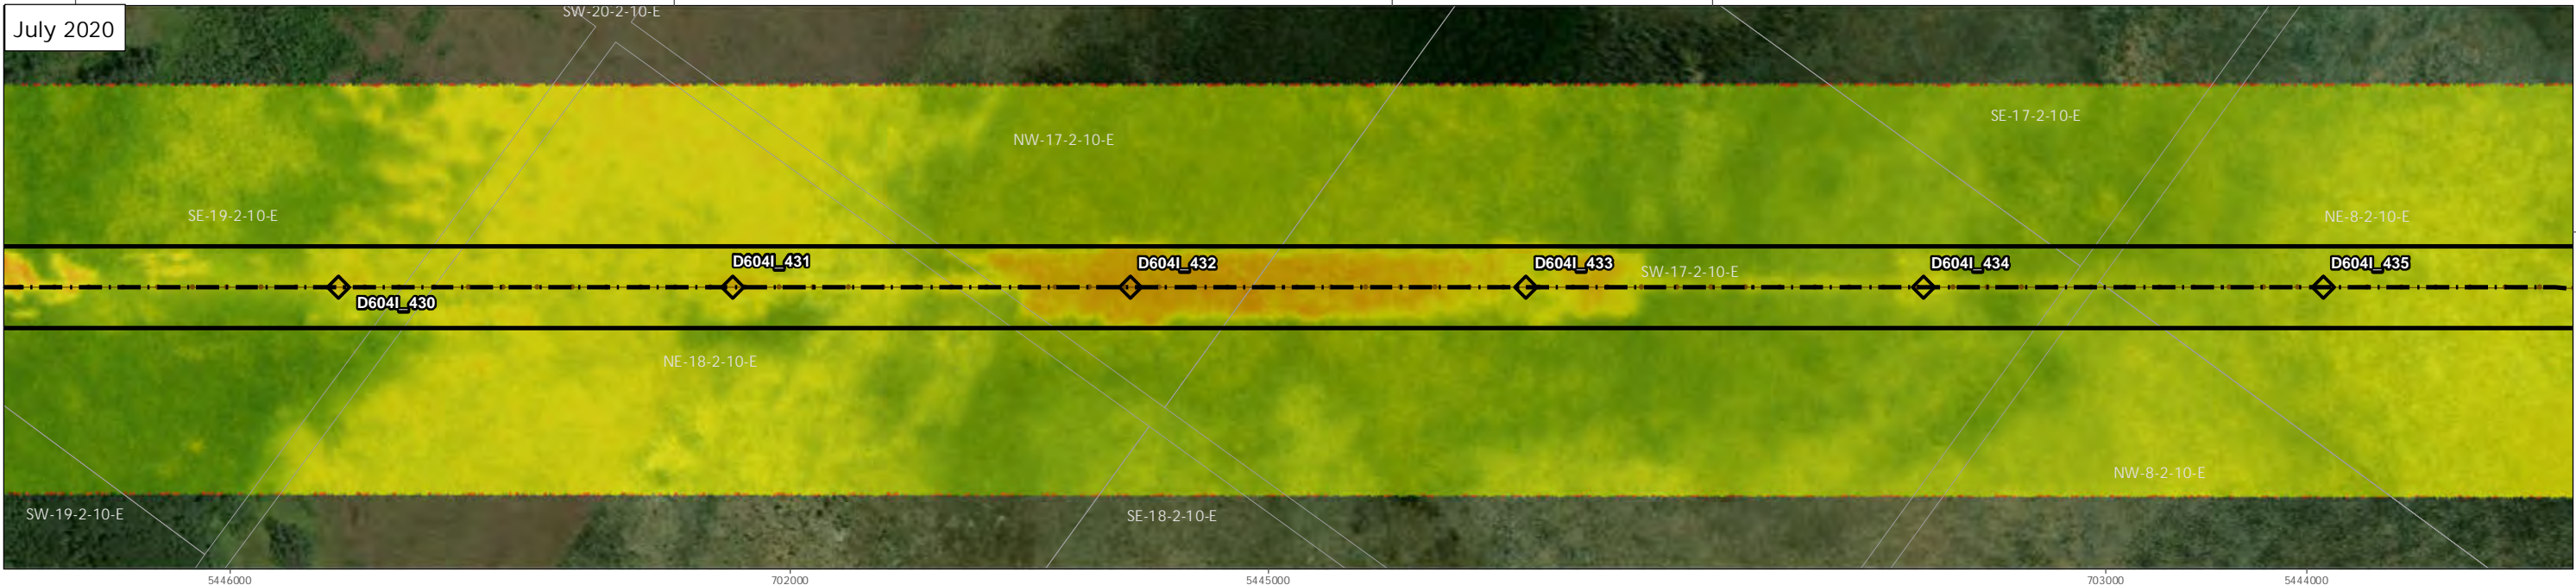 SW-20-2-10-E
July 2020
SE-17-2-10-E
NW-17-2-10-E
SE-19-2-10-E
NE-8-2-10-E
D604I_431
D604I_432
D604I_433
SW-17-2-10-E
D604I_434
D604I_435
D604I_430
NE-18-2-10-E
NW-8-2-10-E
SW-19-2-10-E
SE-18-2-10-E
5446000
702000
5445000
703000
5444000